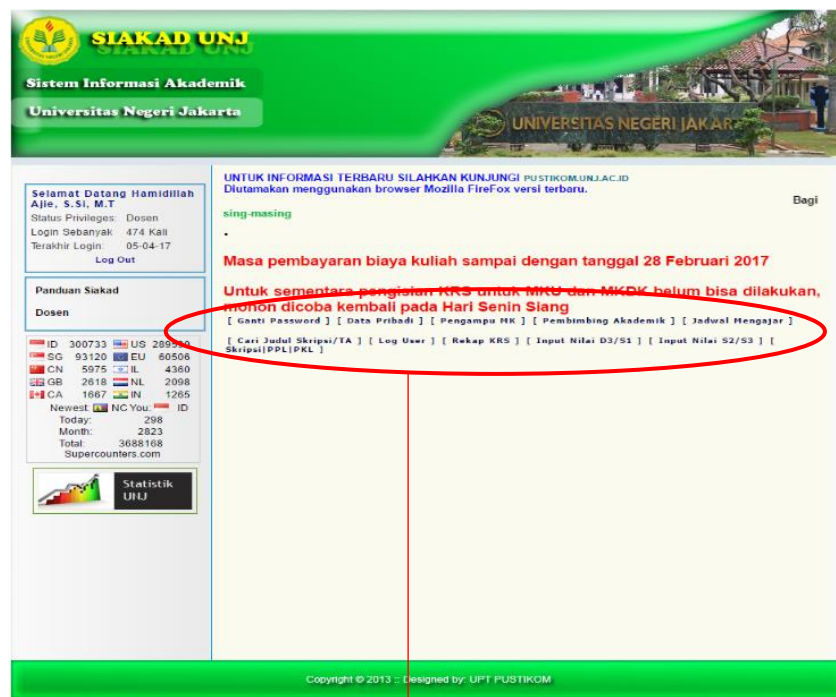 SIAKAD UNJ
Sistem Informasi Akademik
Universitas Negeri Jakarta
UNIVERSITAS NEGERI JAKAR
UNTUK INFORMASI TERBARU SILAHKAN KUNJUNGI PUSTIKOM.UNJ.AC.ID
Diutamakan menggunakan browser Mozilla FireFox versi terbaru.
Bagi
sing-masing
.
Masa pembayaran biaya kuliah sampai dengan tanggal 28 Februari 2017
Untuk sementara pengisian KRS untuk MKU dan MKDK belum bisa dilakukan,
mohon dicoba kembali pada Hari Senin Siang
[ Ganti Password ] [ Data Pribadi ] [ Pengampu MK ] [ Pembimbing Akademik ] [ Jadwal Mengajar ]
[ Cari Judul Skripsi/TA ] [ Log User ] [ Rekap KRS ] [ Input Nilai D3/S1 ] [ Input Nilai S2/S3 ] [
Skripsi|PPL|PKL ]
Selamat Datang Hamidillah
Ajie, S.Si, M.T
Status Privileges: Dosen
Login Sebanyak 474 Kali
Terakhir Login: 05-04-17
Log Out
Panduan Siakad
Dosen
ID 300733 US 289530
SG 93120 EU 60506
CN 5975 IL 4360
GB 2618 NL 2098
CA 1667 IN 1265
Newest: NC You: ID
Today: 298
Month: 2823
Total: 3688168
Supercounters.com
Statistik
UNJ
Copyright © 2013 :: Designed by: UPT PUSTIKOM